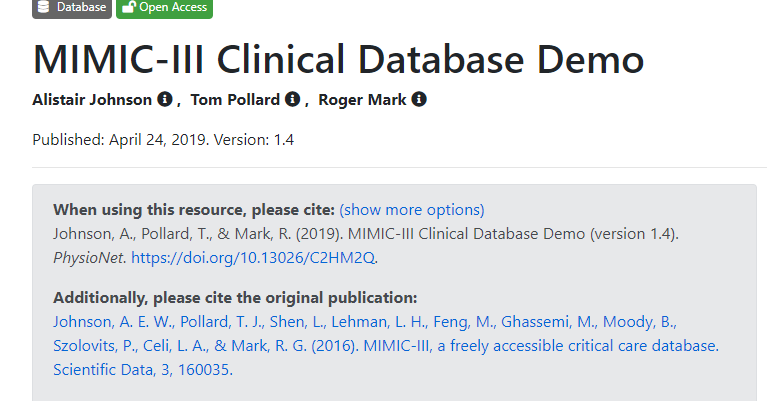 Database Open Access
MIMIC-III Clinical Database Demo
Alistair Johnson , Tom Pollard , Roger Mark
Published: April 24, 2019. Version: 1.4
When using this resource, please cite: (show more options)
Johnson, A., Pollard, T., & Mark, R. (2019). MIMIC-III Clinical Database Demo (version 1.4).
PhysioNet. https://doi.org/10.13026/C2HM2Q.
Additionally, please cite the original publication:
Johnson, A. E. W., Pollard, T. J., Shen, L., Lehman, L. H., Feng, M., Ghassemi, M., Moody, B.,
Szolovits, P., Celi, L. A., & Mark, R. G. (2016). MIMIC-III, a freely accessible critical care database.
Scientific Data, 3, 160035.